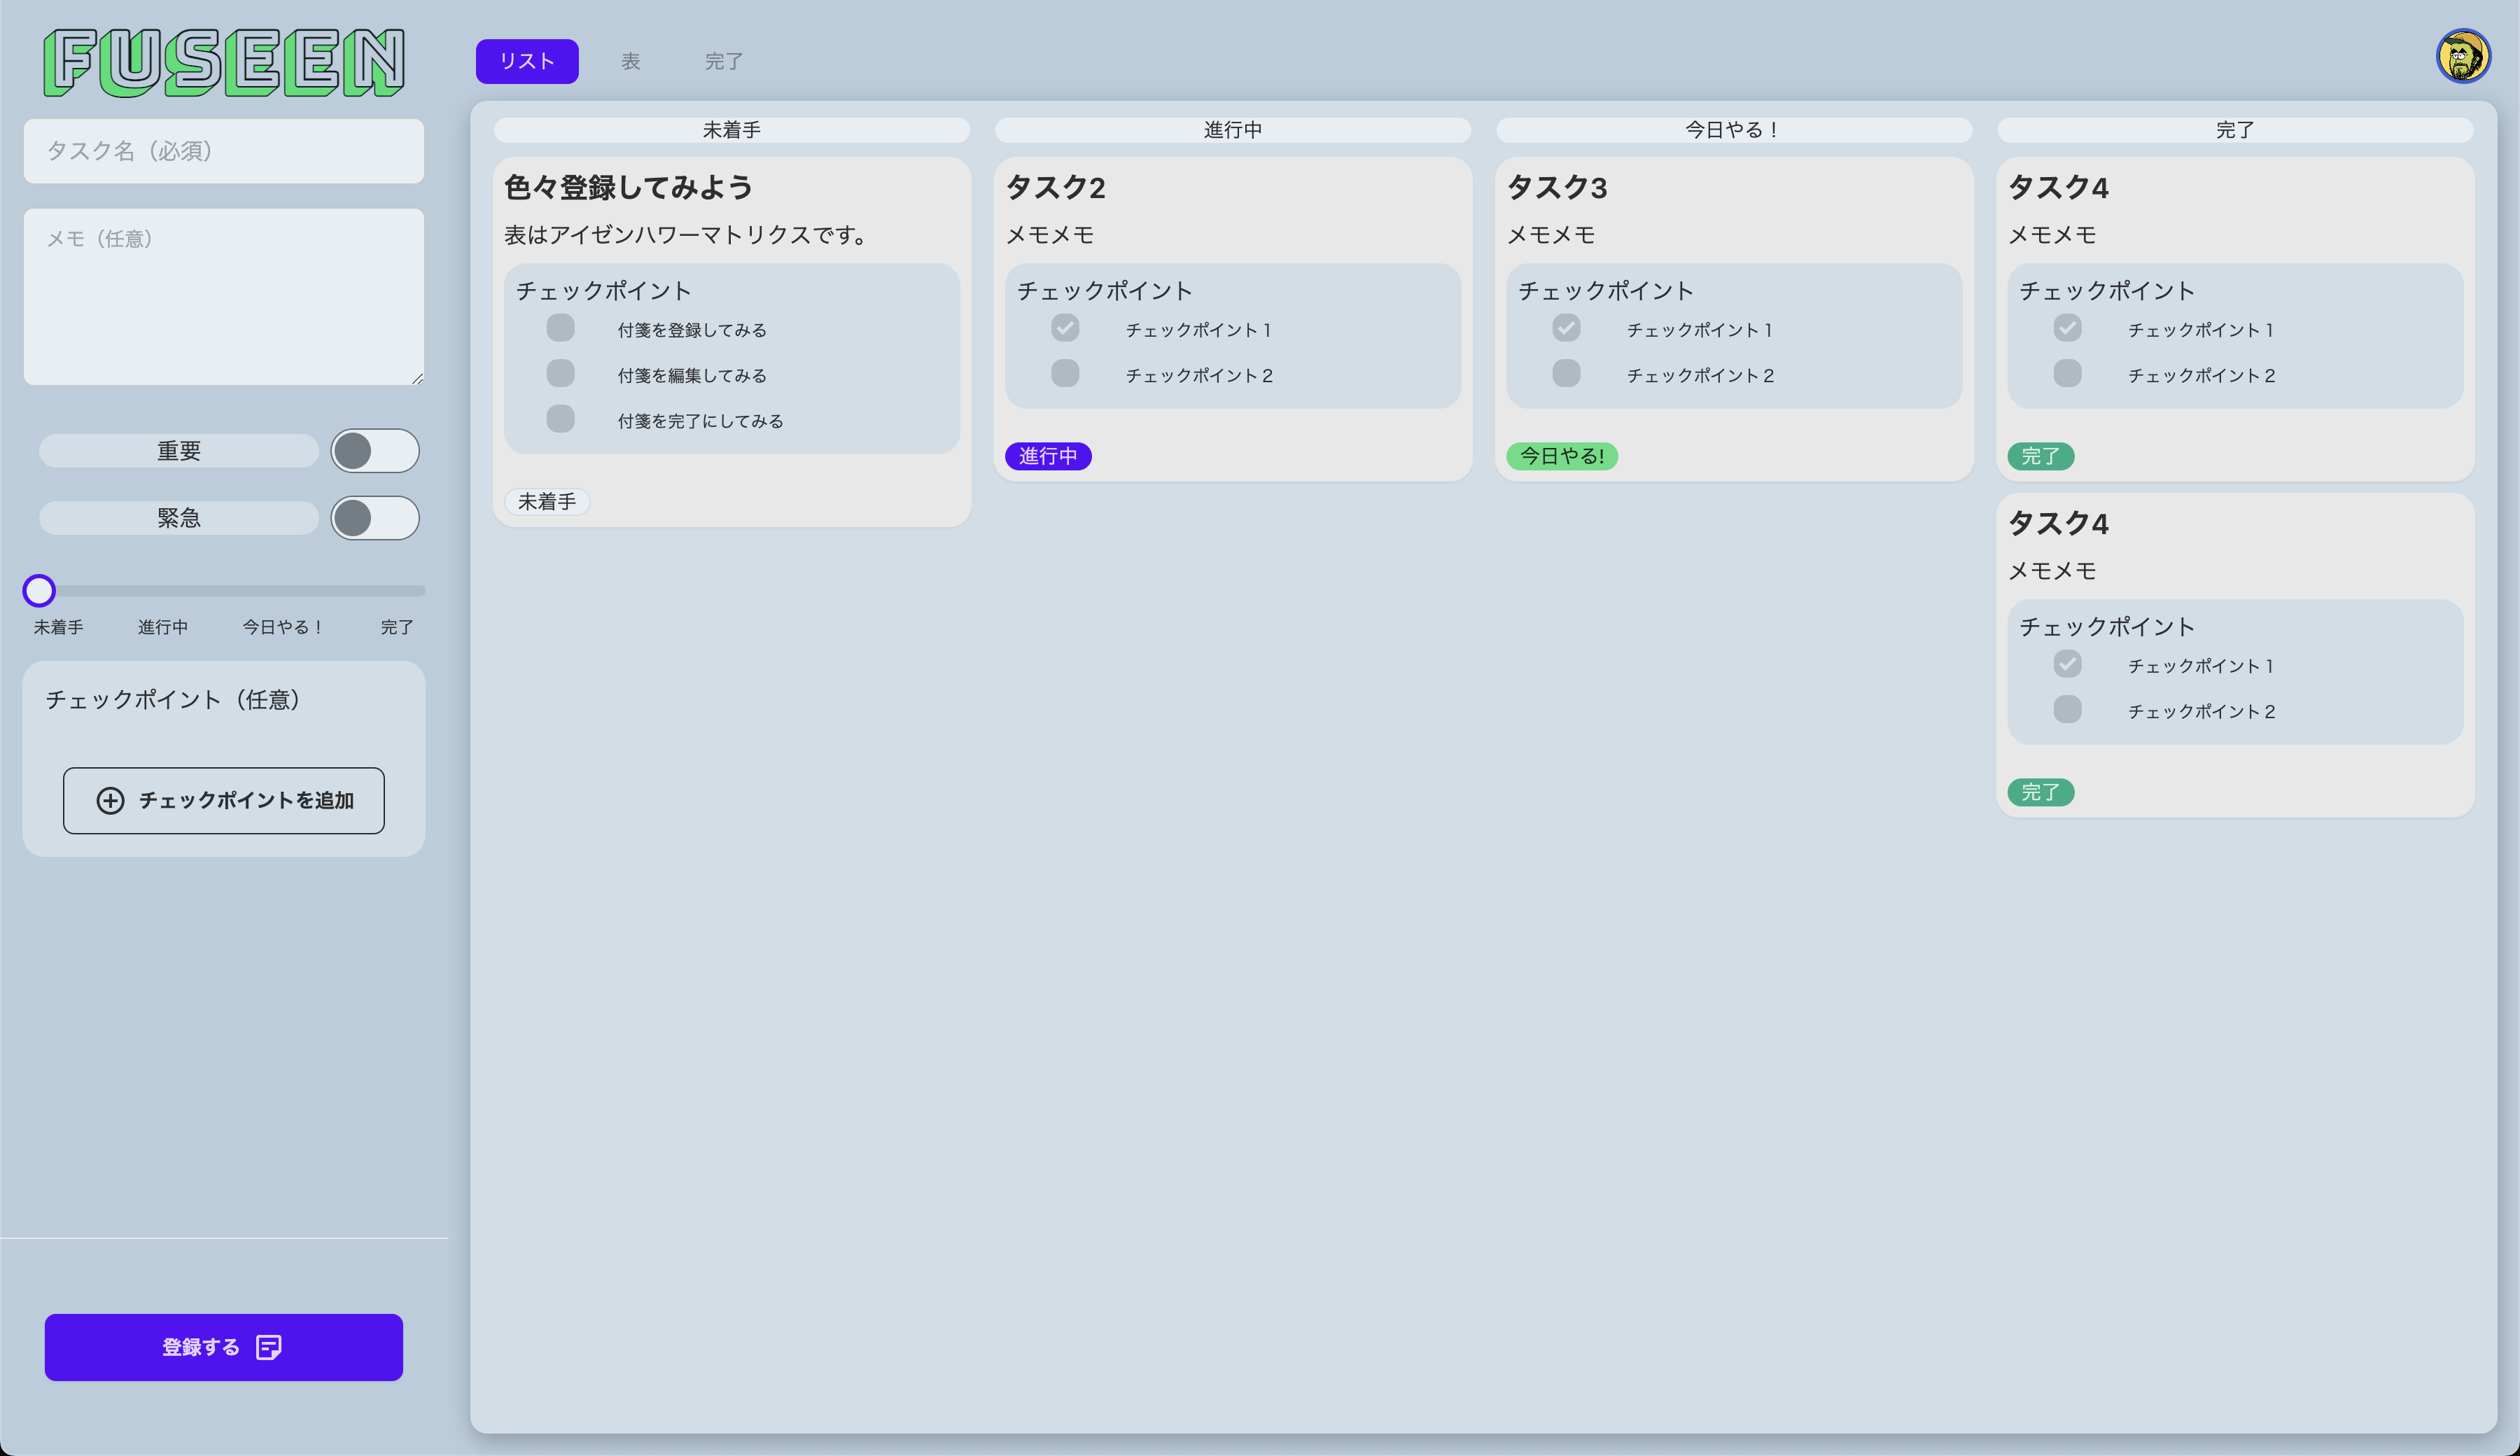 FUSEEN
リスト 表 完了
タスク名（必須）
メモ（任意）
重要
緊急
未着手 進行中 今日やる！ 完了
チェックポイント（任意）
チェックポイントを追加
登録する
未着手
色々登録してみよう
表はアイゼンハワーマトリクスです。
チェックポイント
付箋を登録してみる
付箋を編集してみる
付箋を完了にしてみる
未着手
進行中
タスク2
メモメモ
チェックポイント
チェックポイント1
チェックポイント2
進行中
今日やる！
タスク3
メモメモ
チェックポイント
チェックポイント1
チェックポイント2
今日やる!
完了
タスク4
メモメモ
チェックポイント
チェックポイント1
チェックポイント2
完了
タスク4
メモメモ
チェックポイント
チェックポイント1
チェックポイント2
完了